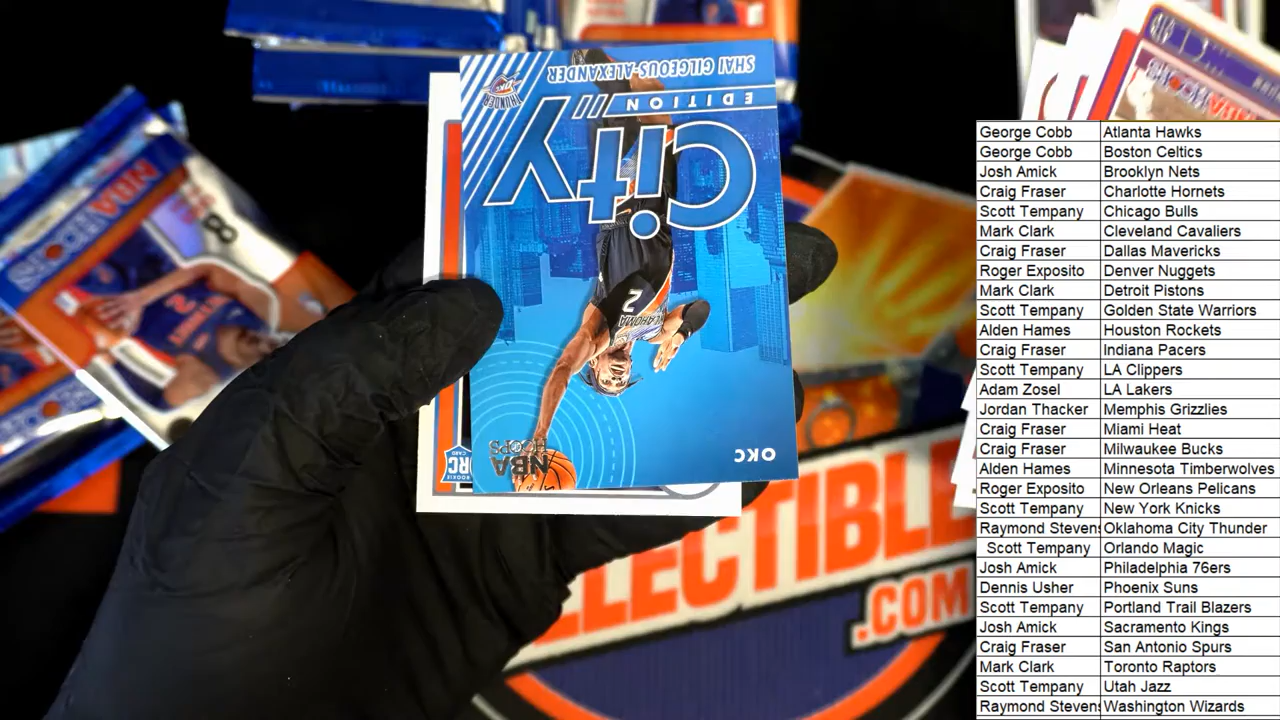 SHAI GILGEOUS-ALEXANDER
THUNDER
EDITION
City
2
OKLAHOMA
OKC
NBA
HOOPS
RC
ROOKIE
CARD
NBA
8
LECTIBLE
.COM
George Cobb Atlanta Hawks
George Cobb Boston Celtics
Josh Amick Brooklyn Nets
Craig Fraser Charlotte Hornets
Scott Tempany Chicago Bulls
Mark Clark Cleveland Cavaliers
Craig Fraser Dallas Mavericks
Roger Exposito Denver Nuggets
Mark Clark Detroit Pistons
Scott Tempany Golden State Warriors
Alden Hames Houston Rockets
Craig Fraser Indiana Pacers
Scott Tempany LA Clippers
Adam Zosel LA Lakers
Jordan Thacker Memphis Grizzlies
Craig Fraser Miami Heat
Craig Fraser Milwaukee Bucks
Alden Hames Minnesota Timberwolves
Roger Exposito New Orleans Pelicans
Scott Tempany New York Knicks
Raymond Stevens Oklahoma City Thunder
Scott Tempany Orlando Magic
Josh Amick Philadelphia 76ers
Dennis Usher Phoenix Suns
Scott Tempany Portland Trail Blazers
Josh Amick Sacramento Kings
Craig Fraser San Antonio Spurs
Mark Clark Toronto Raptors
Scott Tempany Utah Jazz
Raymond Stevens Washington Wizards